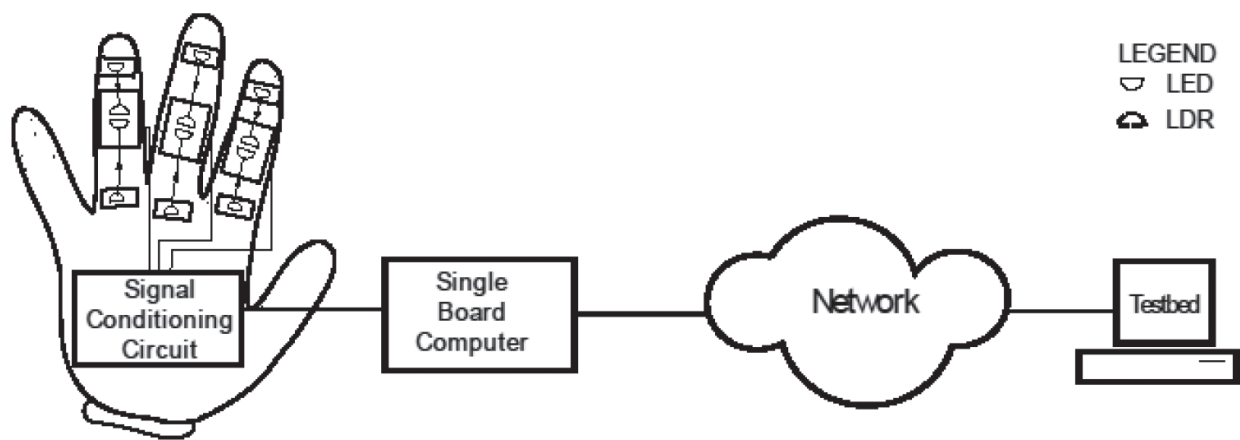 LEGEND
LED
LDR
Signal
Conditioning
Circuit
Single
Board
Computer
Network
Testbed